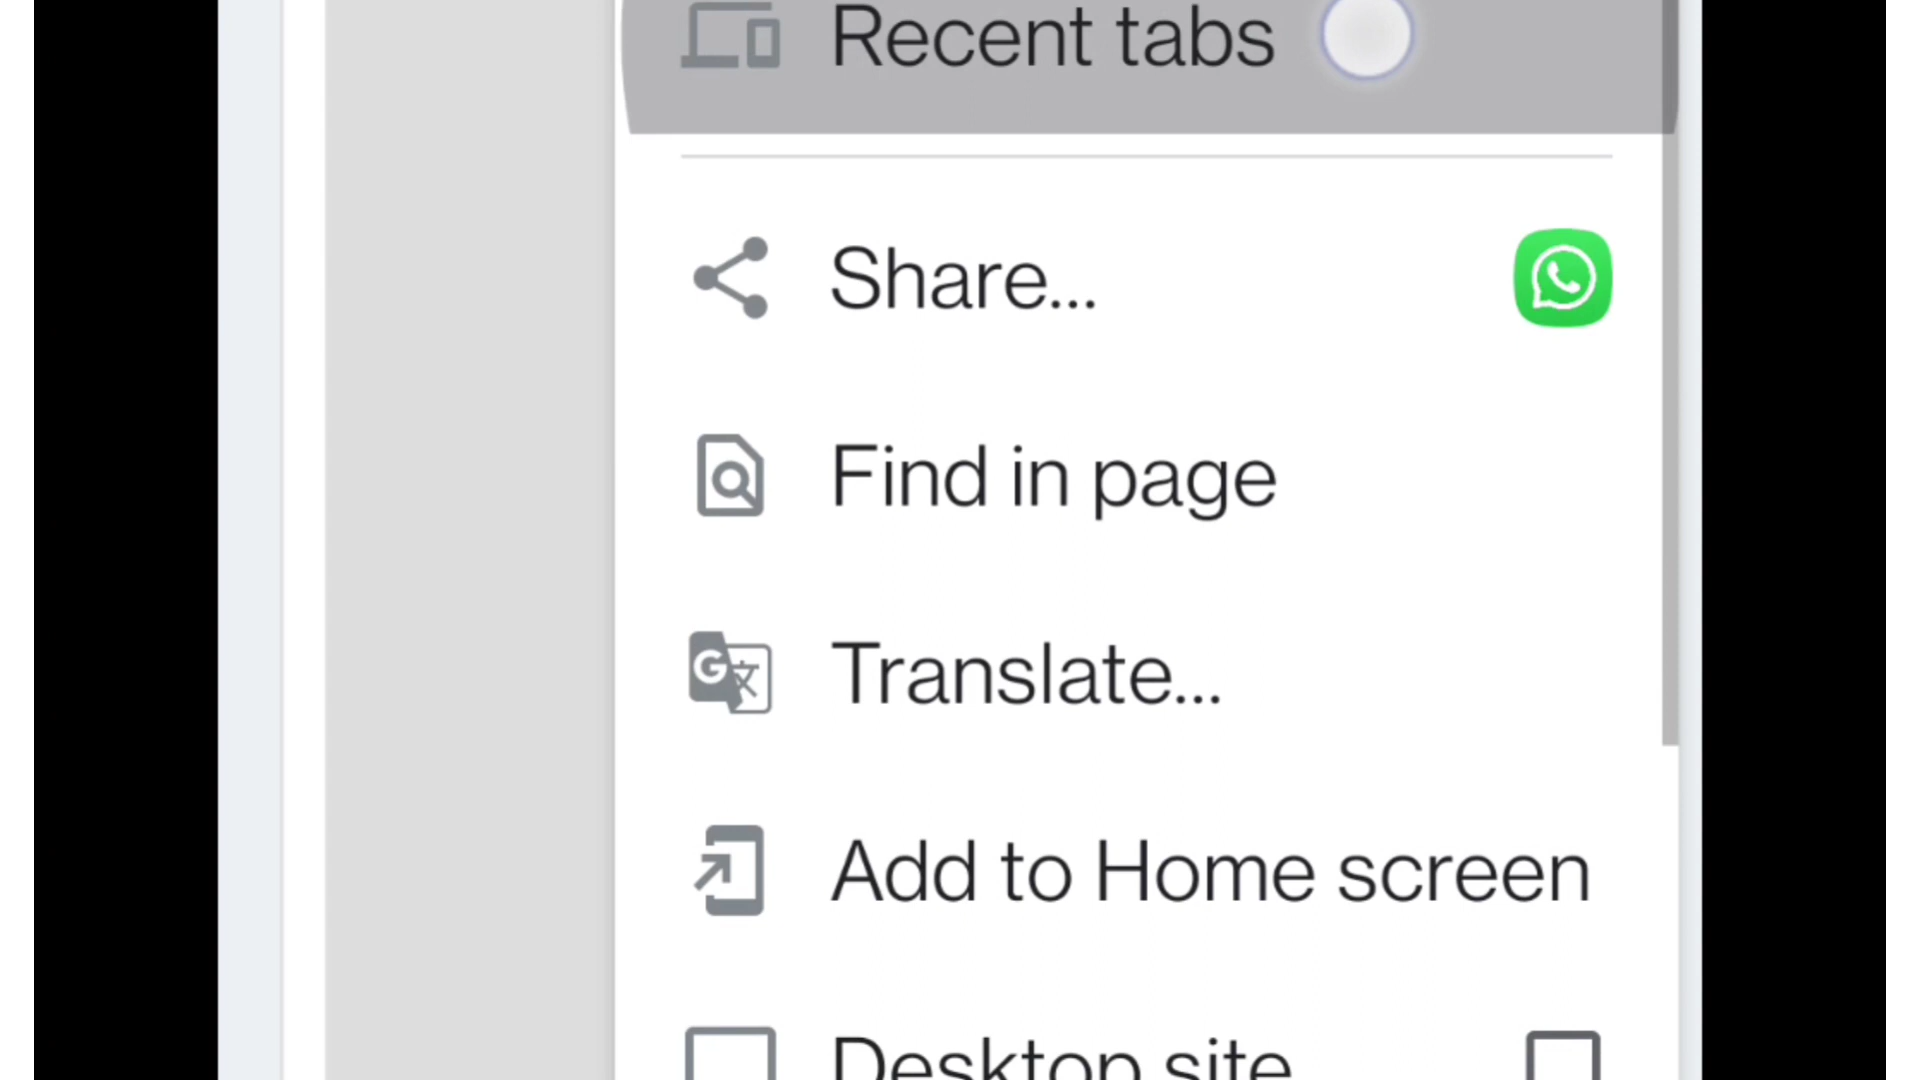 Recent tabs
Share...
Find in page
Translate...
Add to Home screen
Desktop site